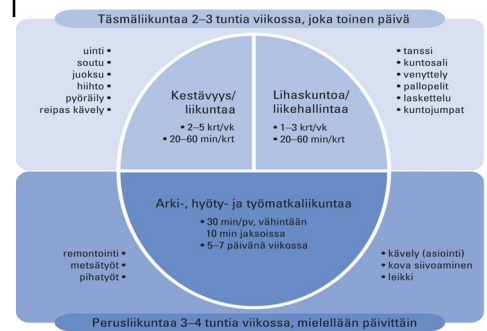 Täsmäliikuntaa 2–3 tuntia viikossa, joka toinen päivä
uinti •
soutu •
juoksu •
hiihto •
pyöräily •
reipas kävely •
Kestävyys/
liikuntaa
• 2–5 krt/vk
• 20–60 min/krt
Lihaskuntoa/
liikehallintaa
• 1–3 krt/vk
• 20–60 min/krt
• tanssi
• kuntosali
• venyttely
• pallopelit
• laskettelu
• kuntojumpat
Arki-, hyöty- ja työmatkaliikuntaa
• 30 min/pv, vähintään
10 min jaksoissa
• 5–7 päivänä viikossa
remontointi •
metsätyöt •
pihatyöt •
• kävely (asiointi)
• kova siivoaminen
• leikki
Perusliikuntaa 3–4 tuntia viikossa, mielellään päivittäin